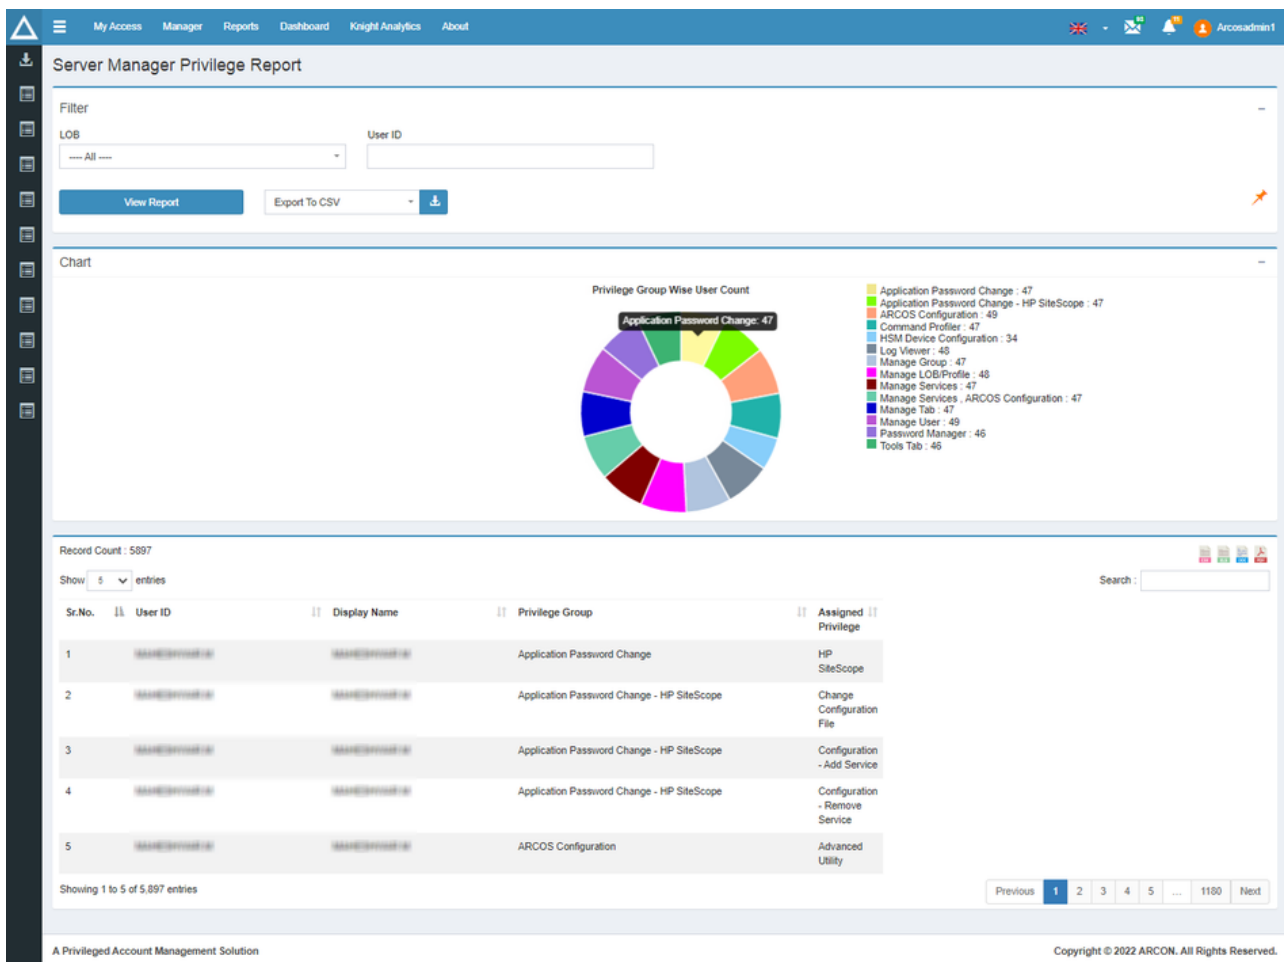 My Access Manager Reports Dashboard Knight Analytics About Arcosadmin1
Server Manager Privilege Report
Filter
LOB User ID
---- All ----
View Report Export To CSV
Chart
Privilege Group Wise User Count
Application Password Change: 47
Application Password Change : 47
Application Password Change - HP SiteScope : 47
ARCOS Configuration : 49
Command Profiler : 47
HSM Device Configuration : 34
Log Viewer : 48
Manage Group : 47
Manage LOB/Profile : 48
Manage Services : 47
Manage Services , ARCOS Configuration : 47
Manage Tab : 47
Manage User : 49
Password Manager : 46
Tools Tab : 46
Record Count : 5897
Show 5 entries Search :
Sr.No. User ID Display Name Privilege Group Assigned
Privilege
1 Application Password Change HP
SiteScope
2 Application Password Change - HP SiteScope Change
Configuration
File
3 Application Password Change - HP SiteScope Configuration
- Add Service
4 Application Password Change - HP SiteScope Configuration
- Remove
Service
5 ARCOS Configuration Advanced
Utility
Showing 1 to 5 of 5,897 entries Previous 1 2 3 4 5 ... 1180 Next
A Privileged Account Management Solution Copyright © 2022 ARCON. All Rights Reserved.